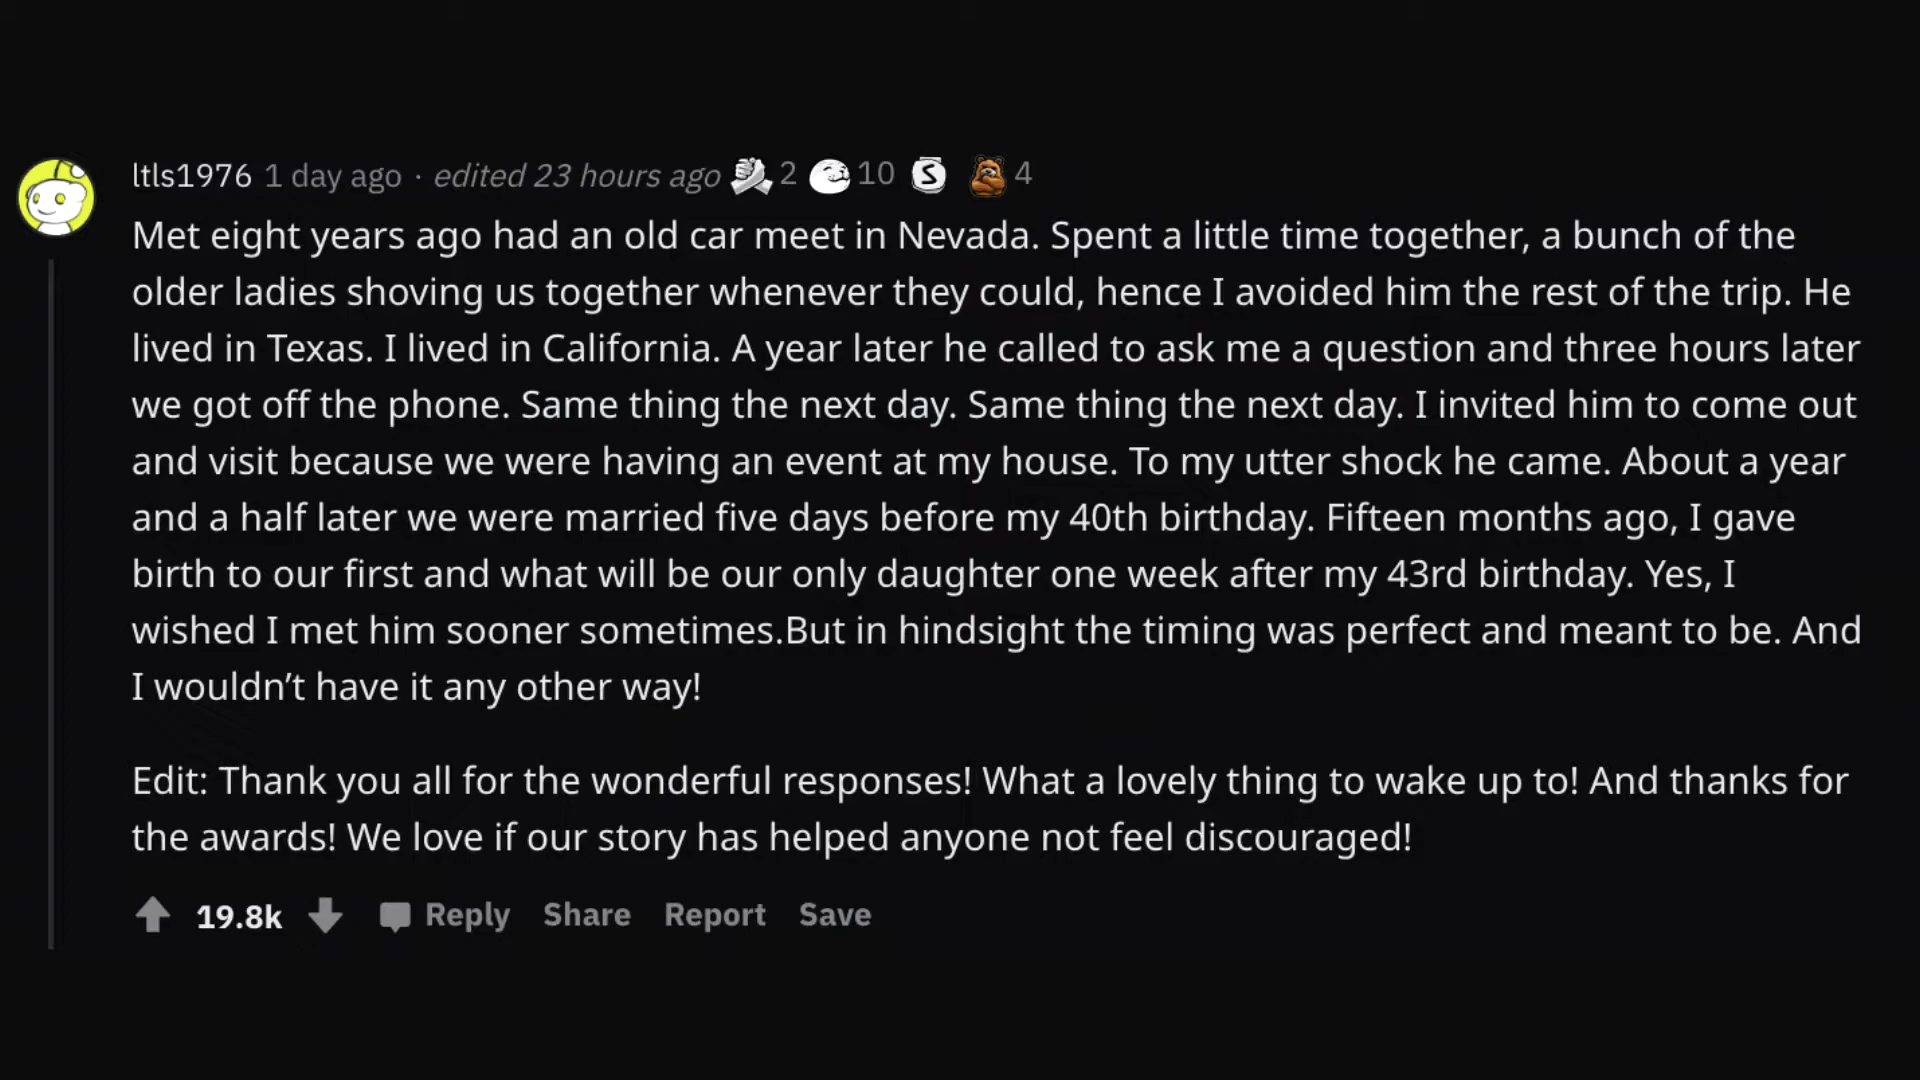 ltls1976 1 day ago · edited 23 hours ago 2 10 S 4
Met eight years ago had an old car meet in Nevada. Spent a little time together, a bunch of the
older ladies shoving us together whenever they could, hence I avoided him the rest of the trip. He
lived in Texas. I lived in California. A year later he called to ask me a question and three hours later
we got off the phone. Same thing the next day. Same thing the next day. I invited him to come out
and visit because we were having an event at my house. To my utter shock he came. About a year
and a half later we were married five days before my 40th birthday. Fifteen months ago, I gave
birth to our first and what will be our only daughter one week after my 43rd birthday. Yes, I
wished I met him sooner sometimes.But in hindsight the timing was perfect and meant to be. And
I wouldn’t have it any other way!
Edit: Thank you all for the wonderful responses! What a lovely thing to wake up to! And thanks for
the awards! We love if our story has helped anyone not feel discouraged!
19.8k Reply Share Report Save